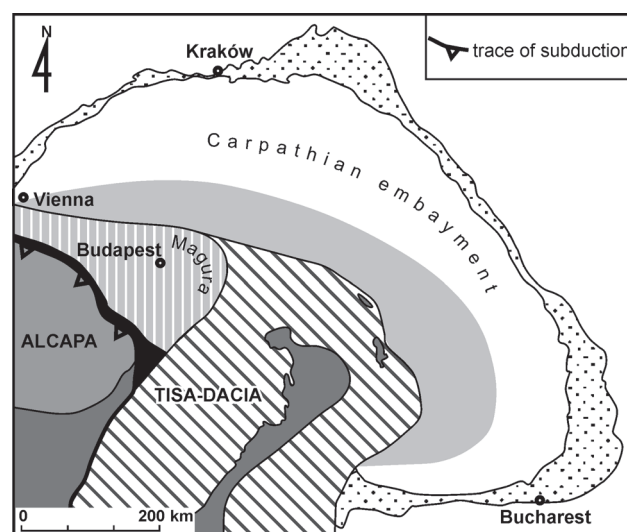 N
Kraków
trace of subduction
Carpathian embayment
Vienna
Budapest
Magura
ALCAPA
TISA-DACIA
0 200 km
Bucharest